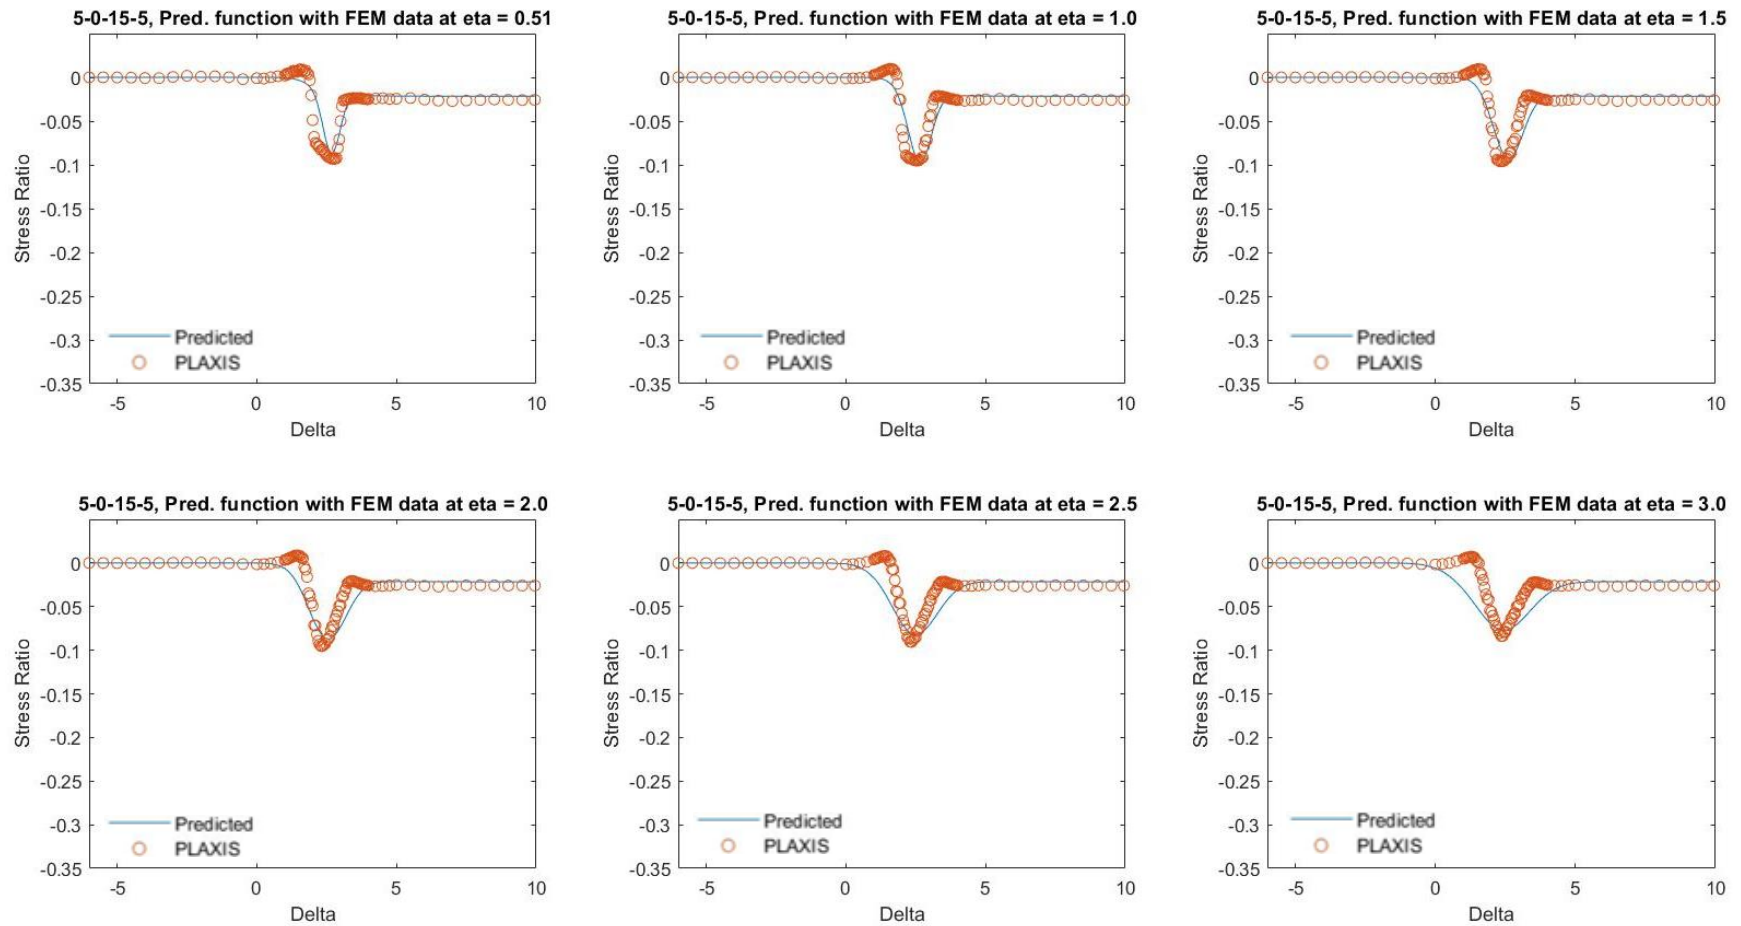 5-0-15-5, Pred. function with FEM data at eta = 0.51
0
-0.05
-0.1
-0.15
-0.2
-0.25
-0.3
-0.35
Stress Ratio
Predicted
PLAXIS
-5
0
5
10
Delta
5-0-15-5, Pred. function with FEM data at eta = 1.0
0
-0.05
-0.1
-0.15
-0.2
-0.25
-0.3
-0.35
Stress Ratio
Predicted
PLAXIS
-5
0
5
10
Delta
5-0-15-5, Pred. function with FEM data at eta = 1.5
0
-0.05
-0.1
-0.15
-0.2
-0.25
-0.3
-0.35
Stress Ratio
Predicted
PLAXIS
-5
0
5
10
Delta
5-0-15-5, Pred. function with FEM data at eta = 2.0
0
-0.05
-0.1
-0.15
-0.2
-0.25
-0.3
-0.35
Stress Ratio
Predicted
PLAXIS
-5
0
5
10
Delta
5-0-15-5, Pred. function with FEM data at eta = 2.5
0
-0.05
-0.1
-0.15
-0.2
-0.25
-0.3
-0.35
Stress Ratio
Predicted
PLAXIS
-5
0
5
10
Delta
5-0-15-5, Pred. function with FEM data at eta = 3.0
0
-0.05
-0.1
-0.15
-0.2
-0.25
-0.3
-0.35
Stress Ratio
Predicted
PLAXIS
-5
0
5
10
Delta